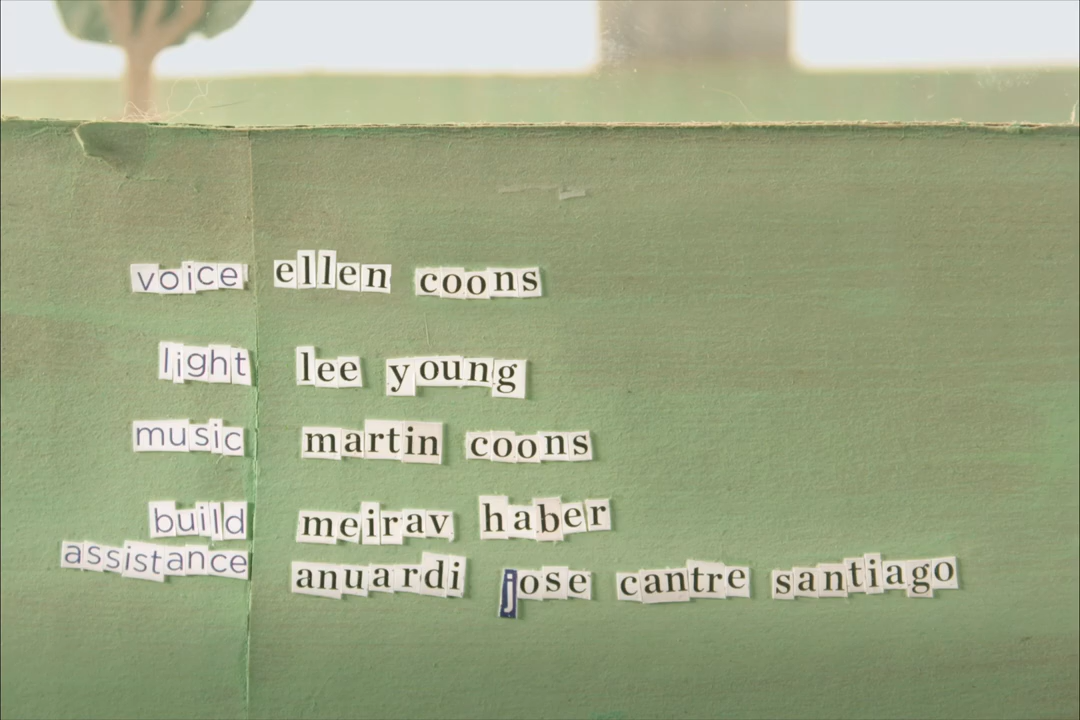 voice ellen coons
light lee young
music martin coons
build meirav haber
assistance anuardi jose cantre santiago